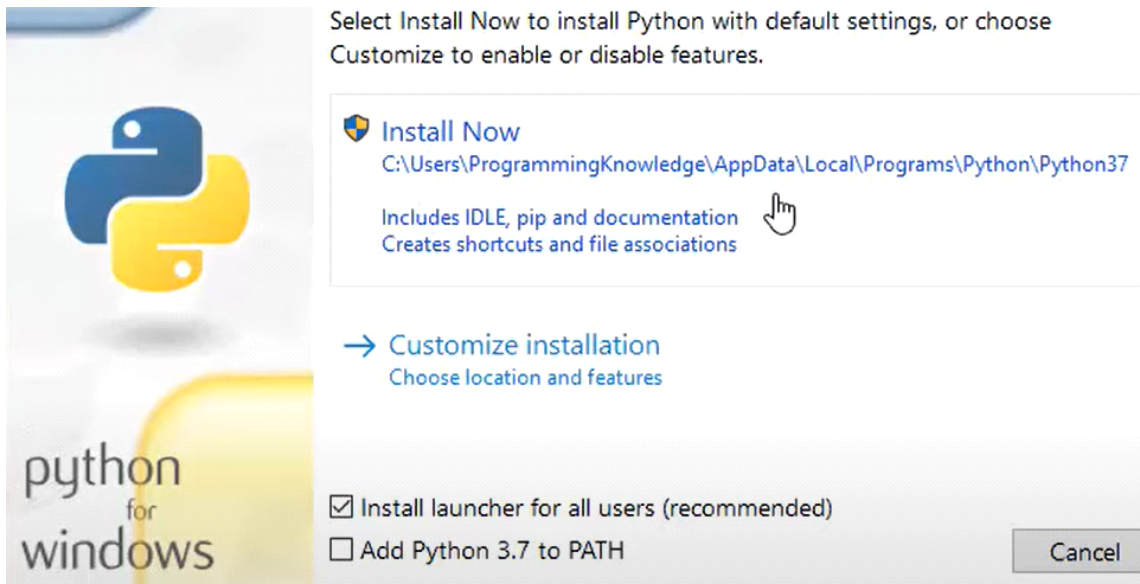 Select Install Now to install Python with default settings, or choose
Customize to enable or disable features.
Install Now
C:\Users\ProgrammingKnowledge\AppData\Local\Programs\Python\Python37
Includes IDLE, pip and documentation
Creates shortcuts and file associations
Customize installation
Choose location and features
Install launcher for all users (recommended)
Add Python 3.7 to PATH
Cancel
python
for
windows